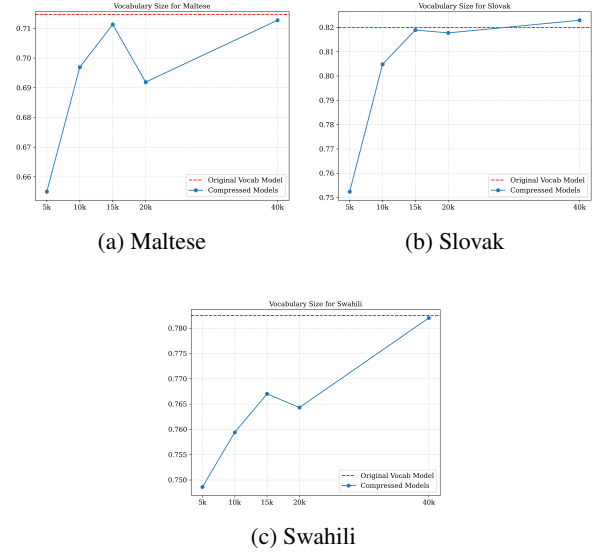 Vocabulary Size for Maltese
0.71
0.70
0.69
0.68
0.67
0.66
Original Vocab Model
Compressed Models
5k 10k 15k 20k 40k
(a) Maltese
Vocabulary Size for Slovak
0.82
0.81
0.80
0.79
0.78
0.77
0.76
0.75
Original Vocab Model
Compressed Models
5k 10k 15k 20k 40k
(b) Slovak
Vocabulary Size for Swahili
0.780
0.775
0.770
0.765
0.760
0.755
0.750
Original Vocab Model
Compressed Models
5k 10k 15k 20k 40k
(c) Swahili